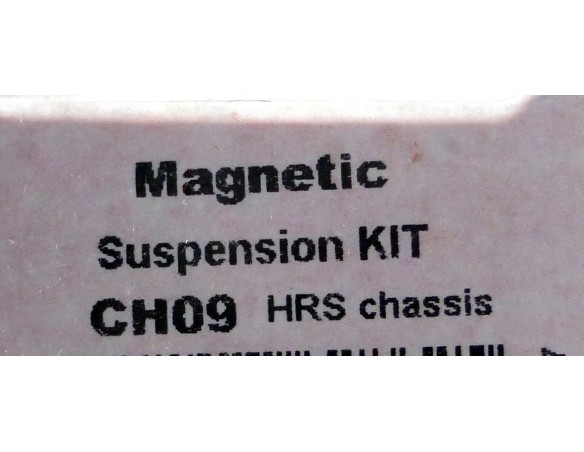 Magnetic
Suspension KIT
CH09 HRS chassis